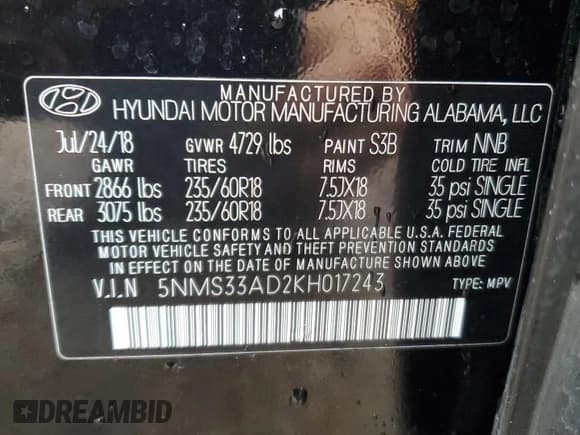 MANUFACTURED BY
HYUNDAI MOTOR MANUFACTURING ALABAMA, LLC
Jul/24/18 GVWR 4729 lbs PAINT S3B TRIM NNB
GAWR TIRES RIMS COLD TIRE INFL
FRONT 2866 lbs 235/60R18 7.5JX18 35 psi SINGLE
REAR 3075 lbs 235/60R18 7.5JX18 35 psi SINGLE
THIS VEHICLE CONFORMS TO ALL APPLICABLE U.S.A. FEDERAL
MOTOR VEHICLE SAFETY AND THEFT PREVENTION STANDARDS
IN EFFECT ON THE DATE OF MANUFACTURE SHOWN ABOVE.
V.I.N 5NMS33AD2KH017243 TYPE: MPV
DREAMBID